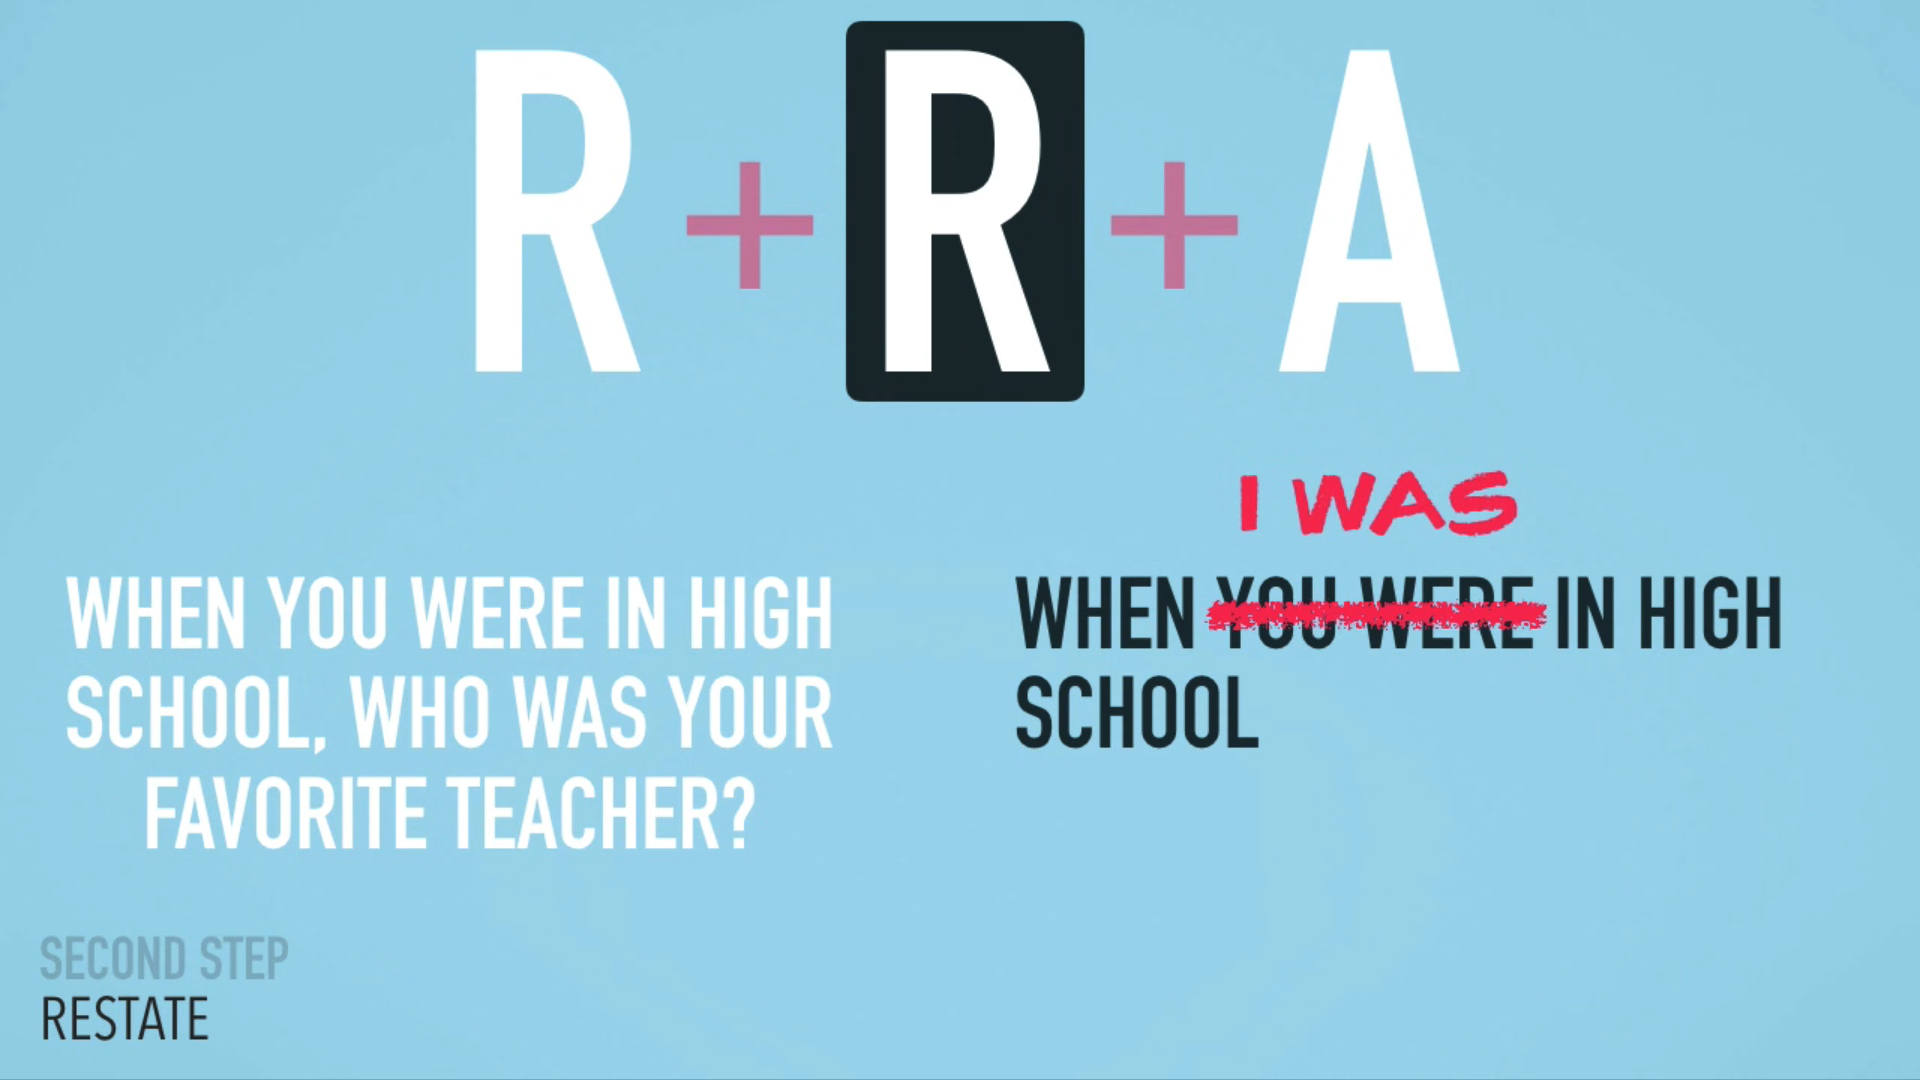 R + R + A
I WAS
WHEN YOU WERE IN HIGH
SCHOOL, WHO WAS YOUR
FAVORITE TEACHER?
WHEN YOU WERE IN HIGH
SCHOOL
SECOND STEP
RESTATE